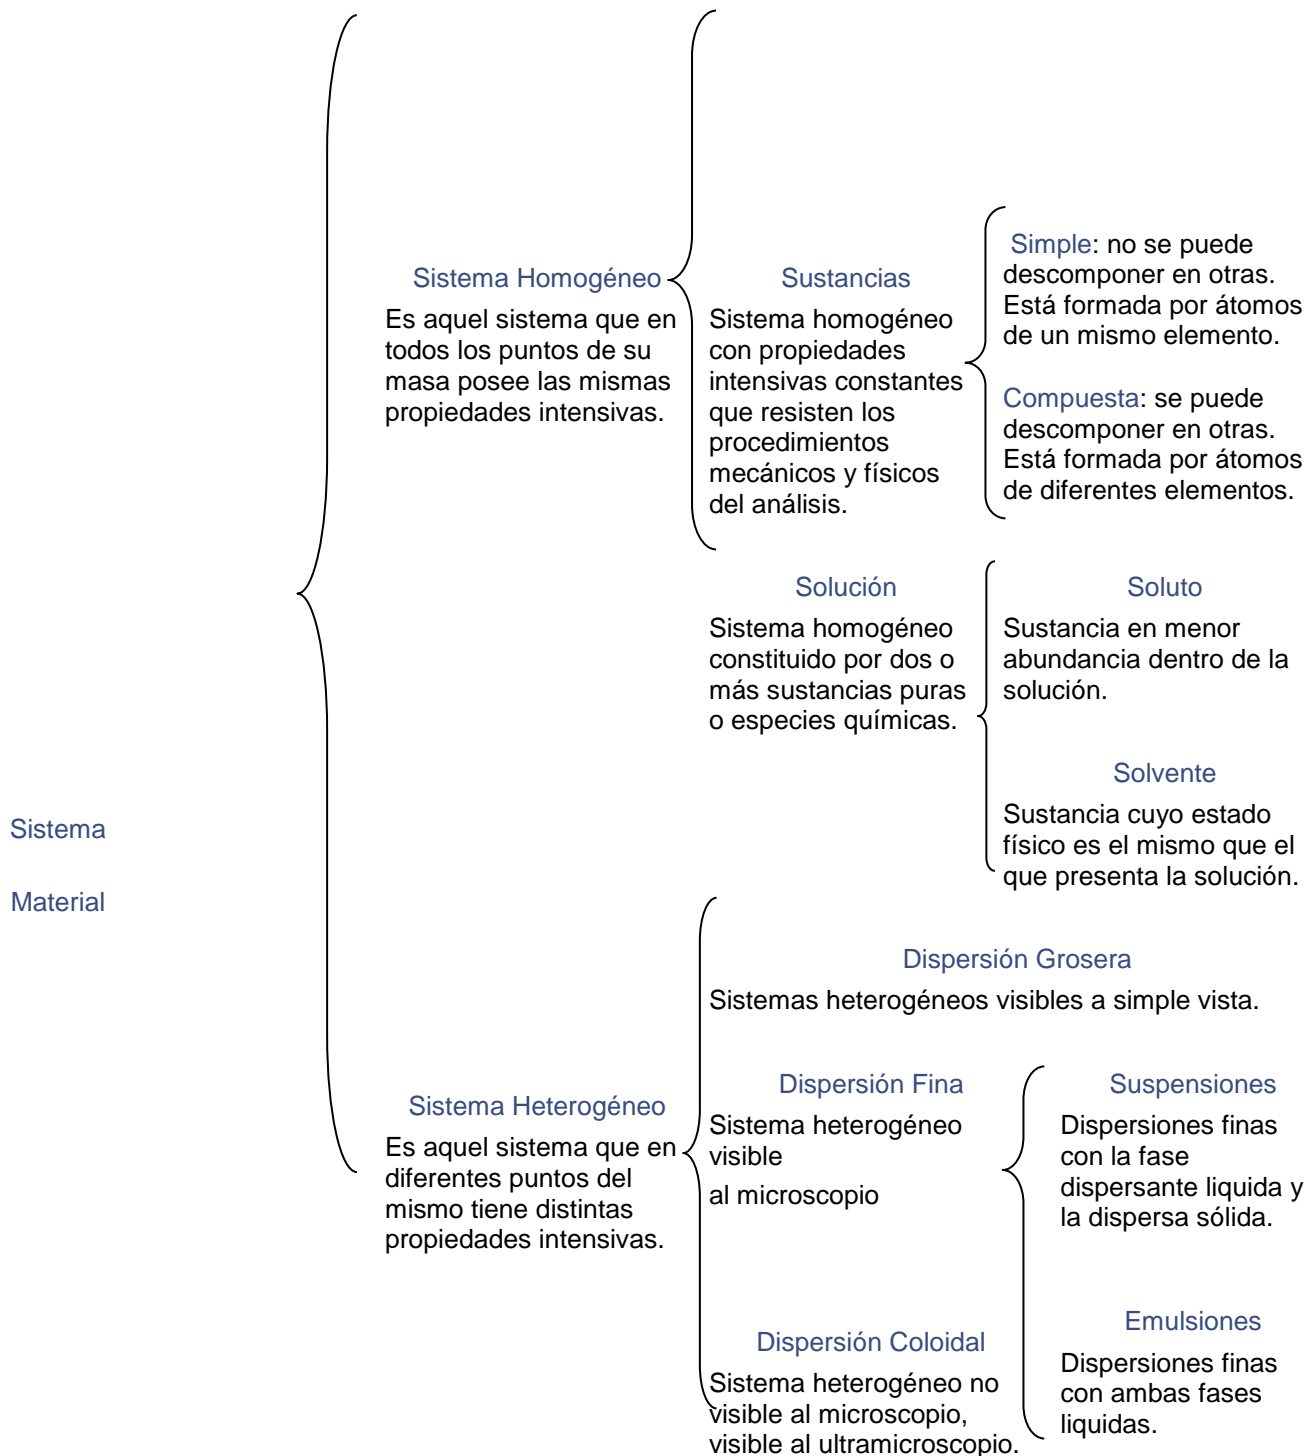 Sistema
Material
Sistema Homogéneo
Es aquel sistema que en
todos los puntos de su
masa posee las mismas
propiedades intensivas.
Sustancias
Sistema homogéneo
con propiedades
intensivas constantes
que resisten los
procedimientos
mecánicos y físicos
del análisis.
Simple: no se puede
descomponer en otras.
Está formada por átomos
de un mismo elemento.
Compuesta: se puede
descomponer en otras.
Está formada por átomos
de diferentes elementos.
Solución
Sistema homogéneo
constituido por dos o
más sustancias puras
o especies químicas.
Soluto
Sustancia en menor
abundancia dentro de la
solución.
Solvente
Sustancia cuyo estado
físico es el mismo que el
que presenta la solución.
Sistema Heterogéneo
Es aquel sistema que en
diferentes puntos del
mismo tiene distintas
propiedades intensivas.
Dispersión Grosera
Sistemas heterogéneos visibles a simple vista.
Dispersión Fina
Sistema heterogéneo
visible
al microscopio
Suspensiones
Dispersiones finas
con la fase
dispersante liquida y
la dispersa sólida.
Emulsiones
Dispersiones finas
con ambas fases
liquidas.
Dispersión Coloidal
Sistema heterogéneo no
visible al microscopio,
visible al ultramicroscopio.